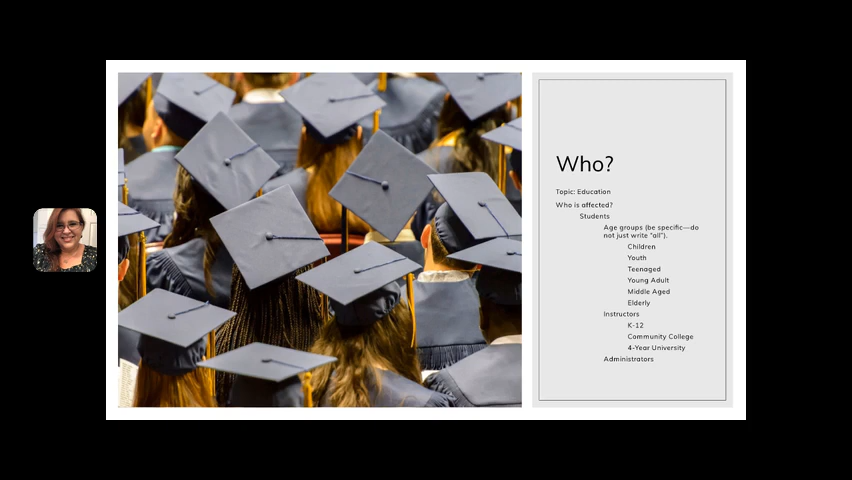 Who?
Topic: Education
Who is affected?
Students
Age groups (be specific—do
not just write “all”).
Children
Youth
Teenaged
Young Adult
Middle Aged
Elderly
Instructors
K-12
Community College
4-Year University
Administrators